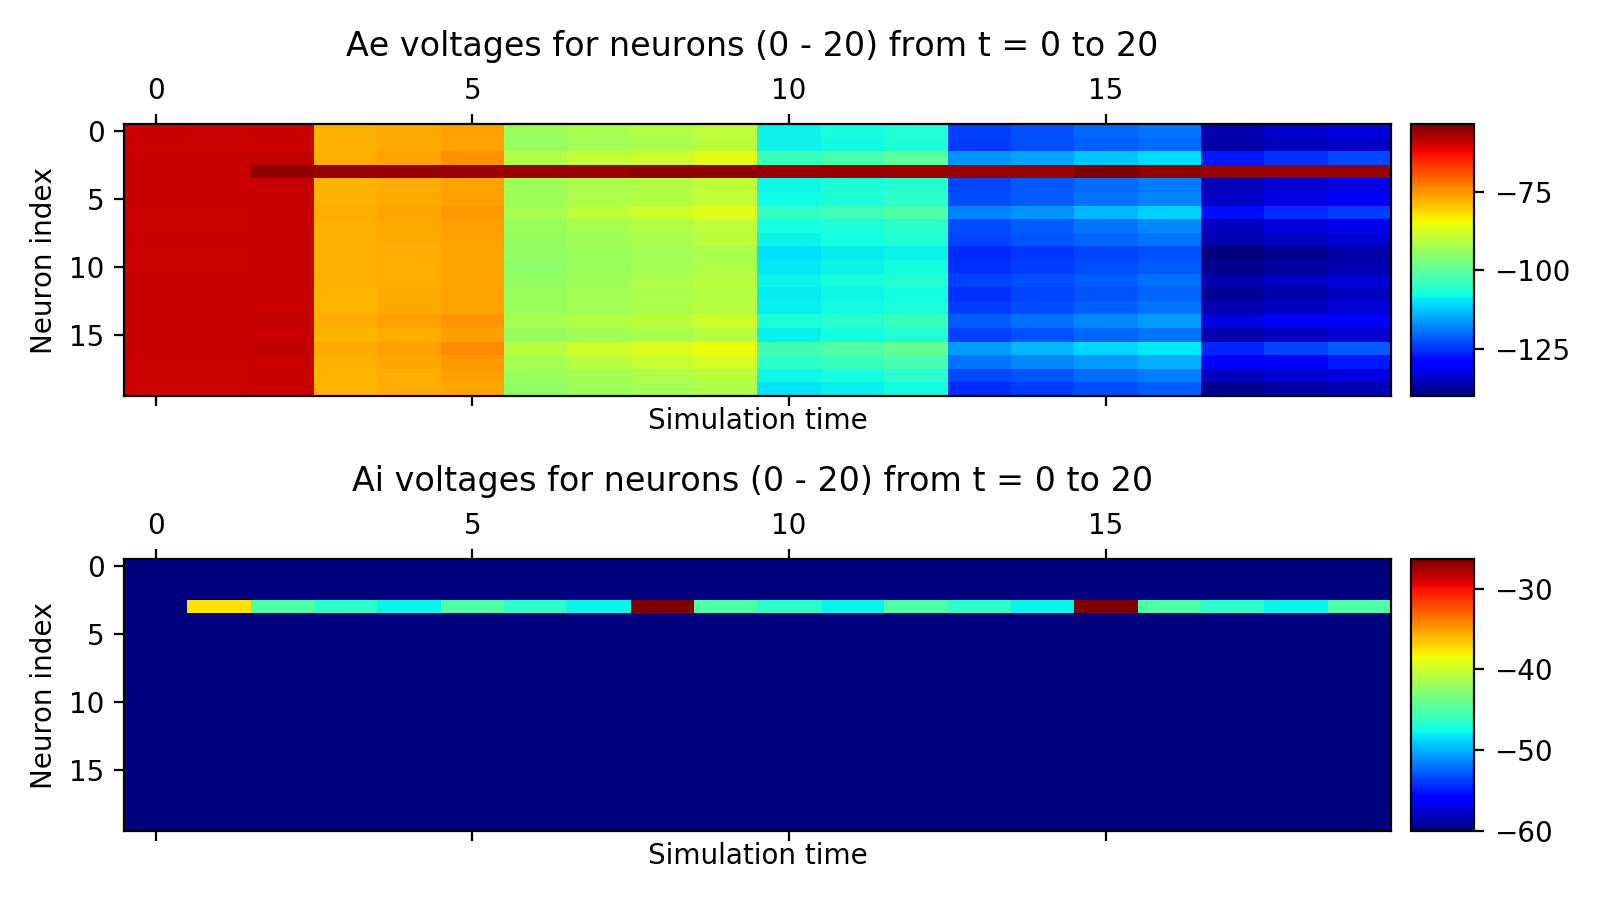 Ae voltages for neurons (0 - 20) from t = 0 to 20
0 5 10 15
Neuron index
0
5
10
15
Simulation time
−75
−100
−125
Ai voltages for neurons (0 - 20) from t = 0 to 20
0 5 10 15
Neuron index
0
5
10
15
Simulation time
−30
−40
−50
−60